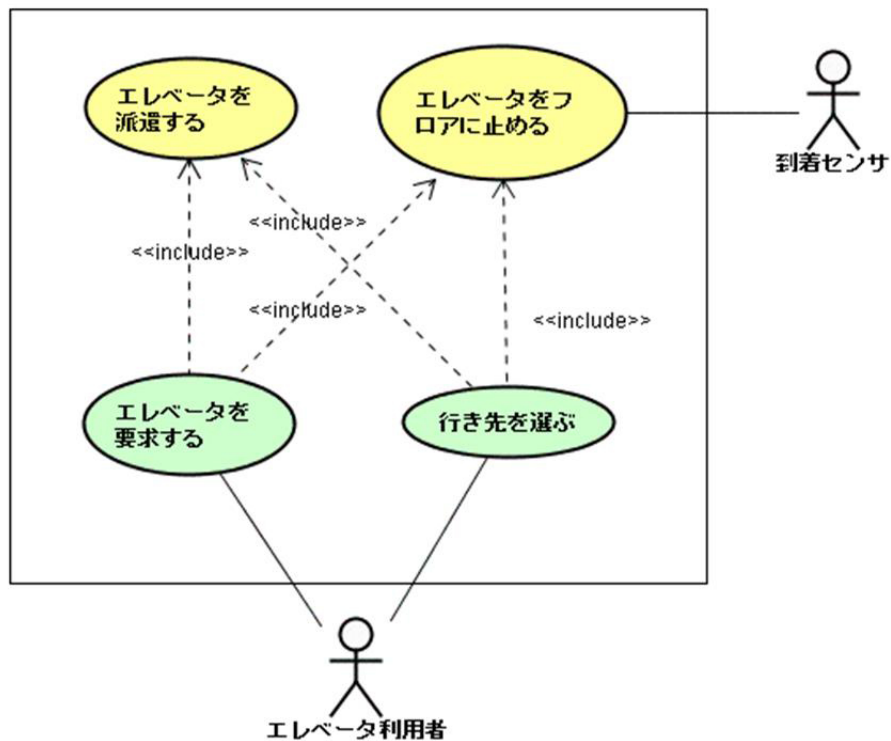 エレベータを
派遣する
エレベータをフ
ロアに止める
到着センサ
<<include>>
<<include>>
<<include>>
<<include>>
エレベータを
要求する
行き先を選ぶ
エレベータ利用者